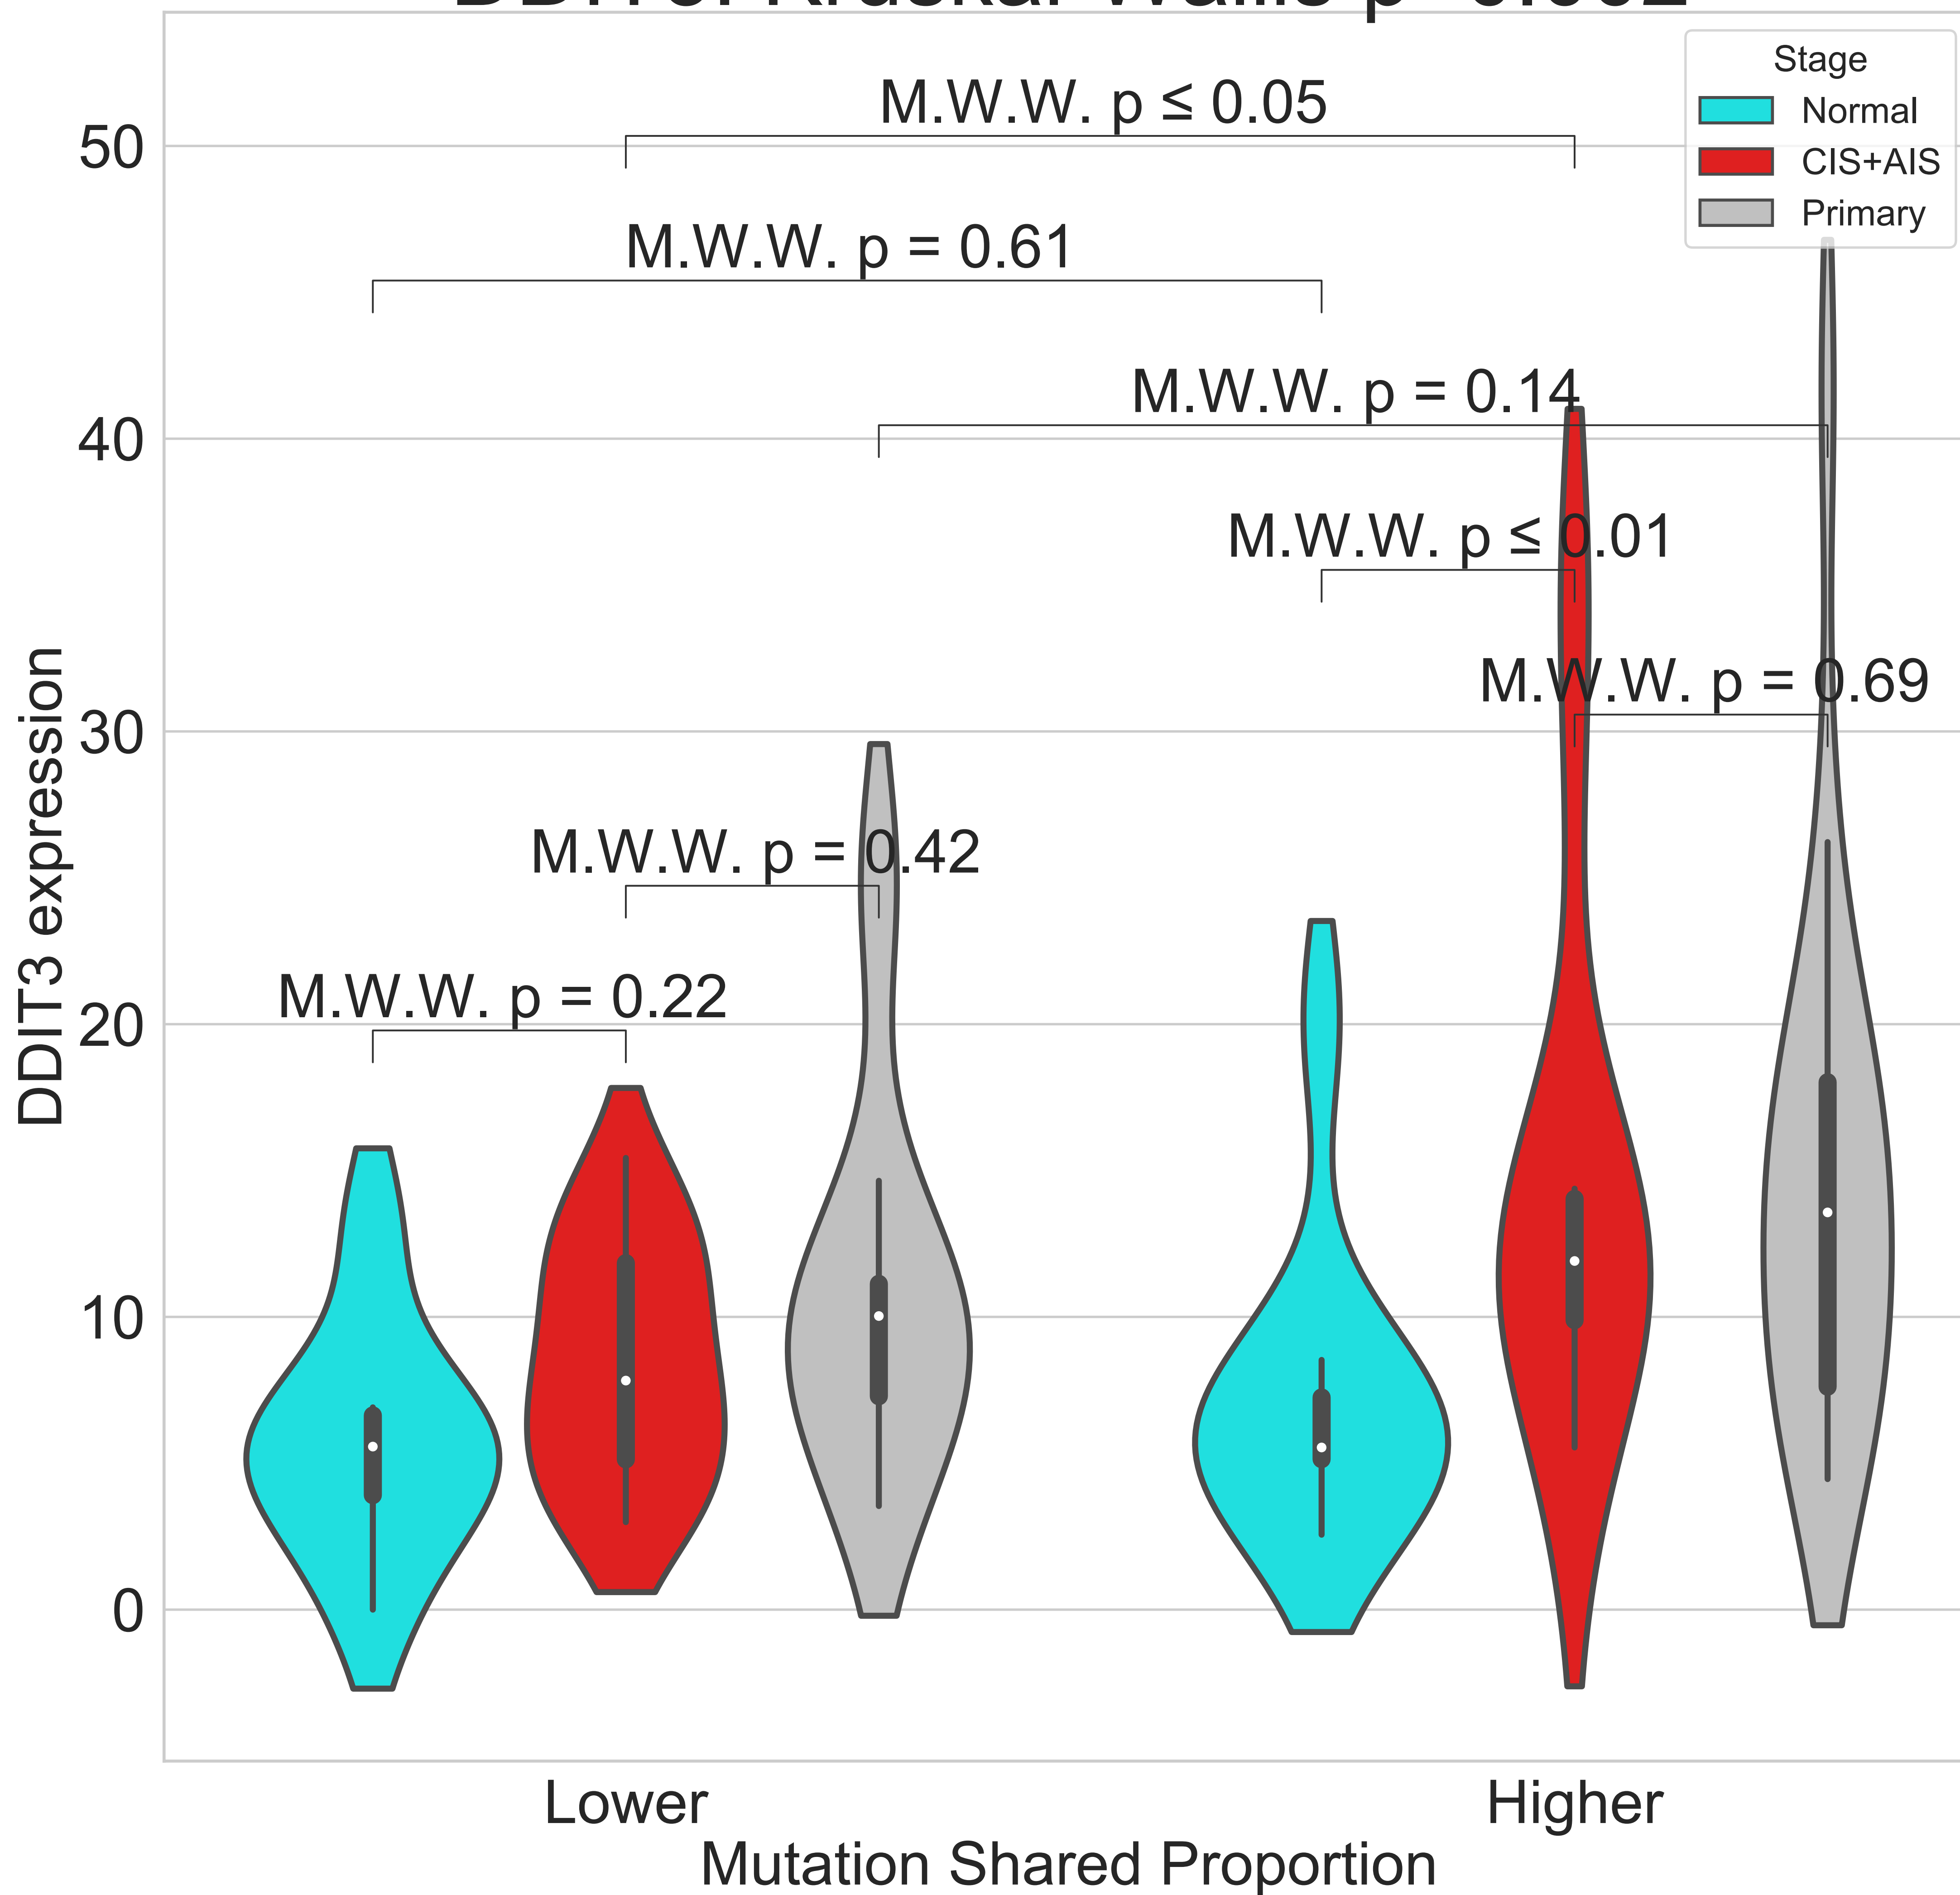 M.W.W. p ≤ 0.05
Stage
Normal
CIS+AIS
Primary
M.W.W. p = 0.61
M.W.W. p = 0.14
M.W.W. p ≤ 0.01
M.W.W. p = 0.69
M.W.W. p = 0.42
M.W.W. p = 0.22
50
40
30
20
10
0
DDIT3 expression
Lower
Higher
Mutation Shared Proportion